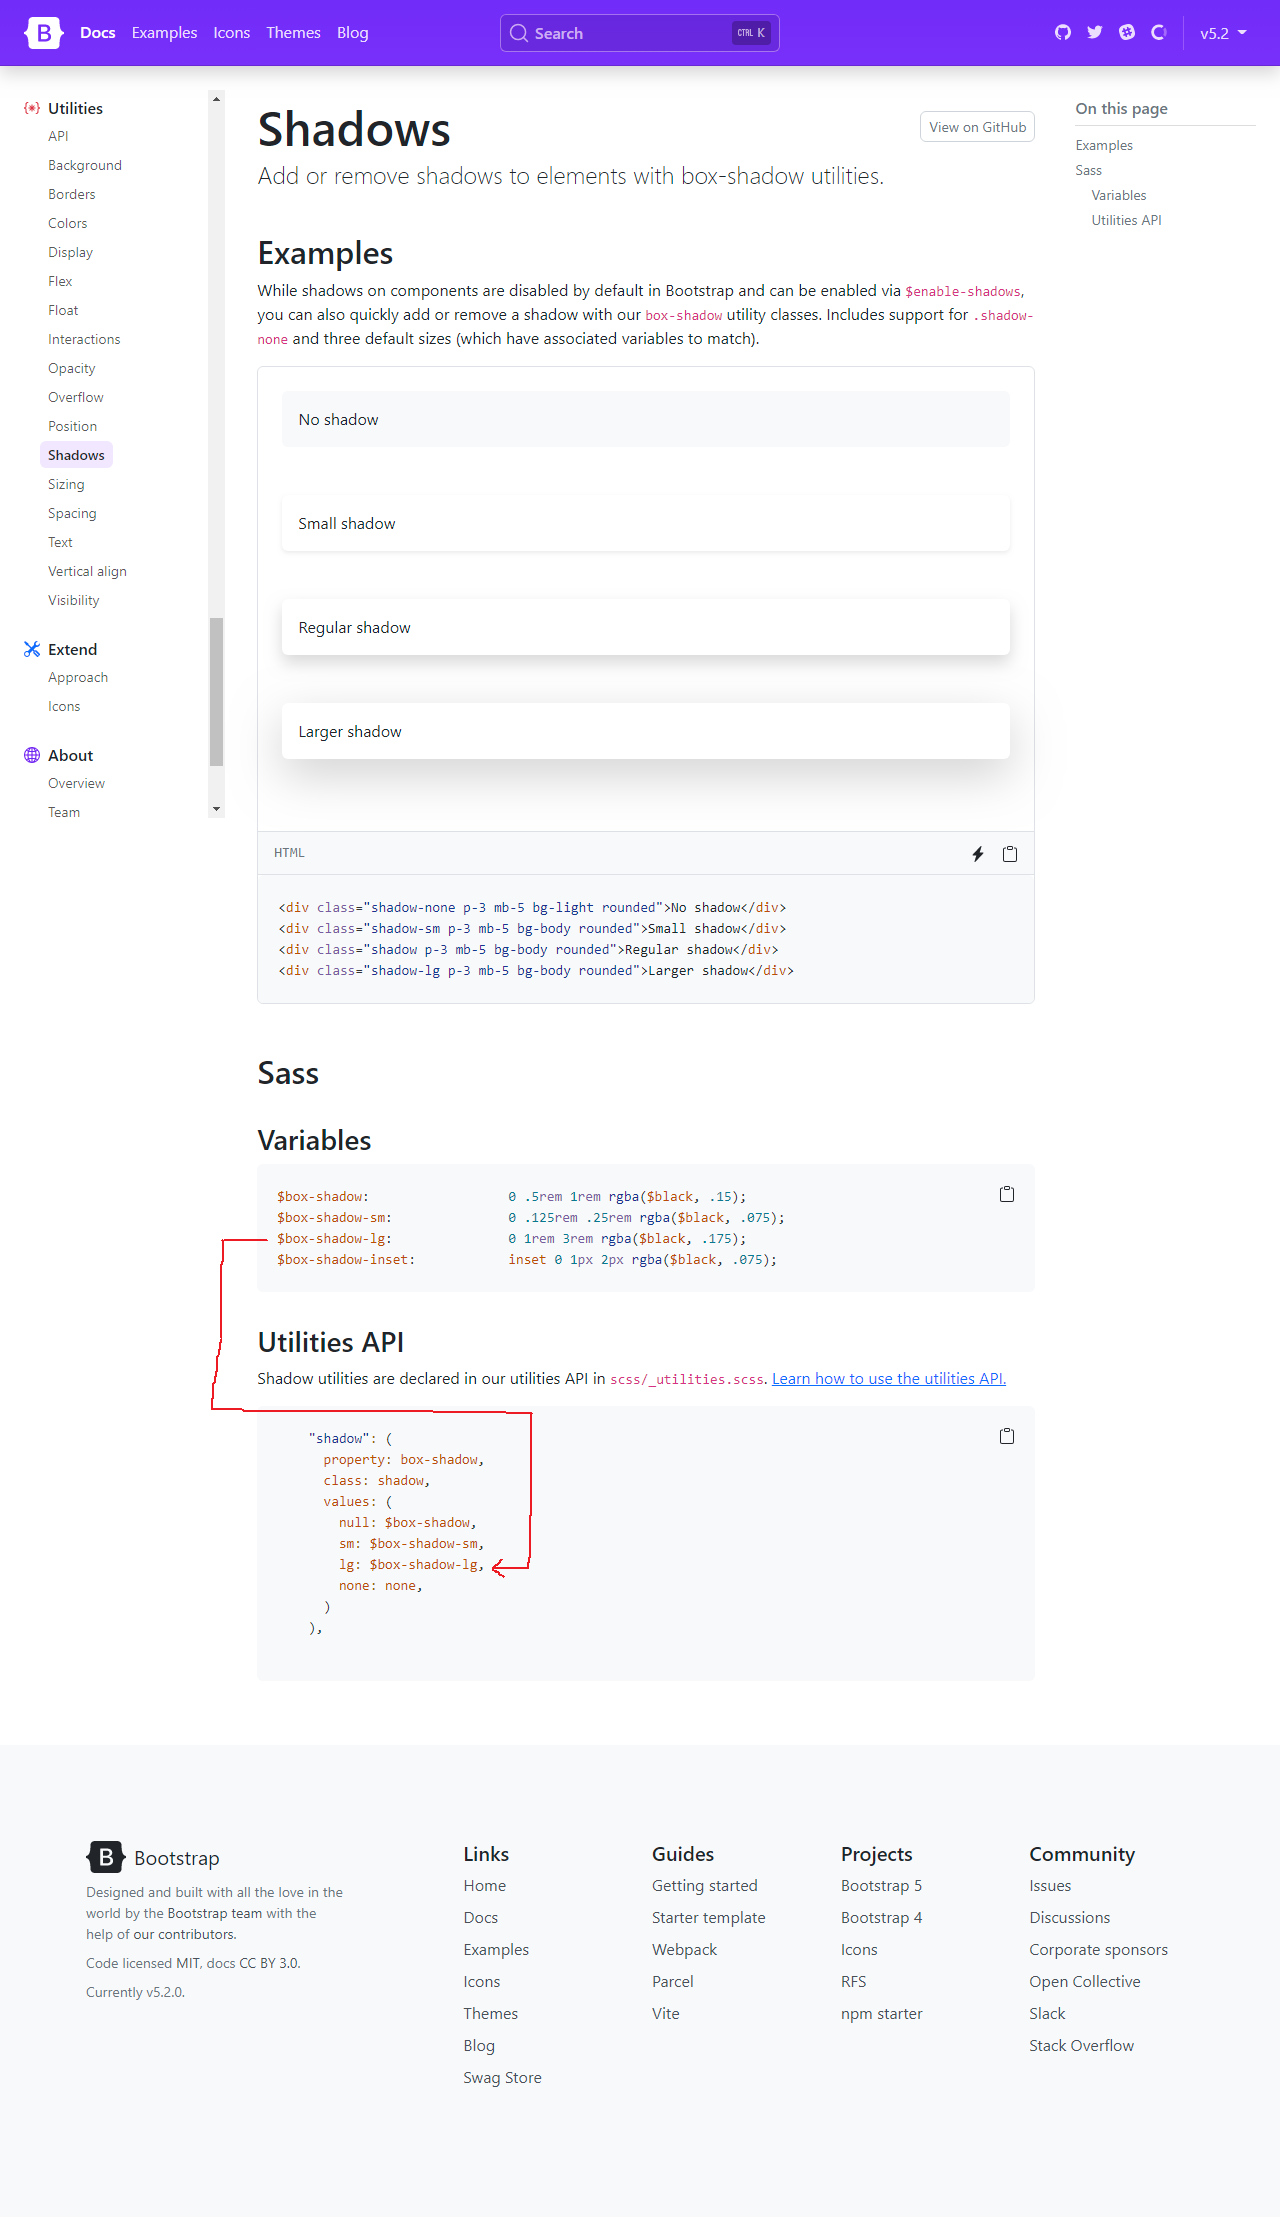 B Docs Examples Icons Themes Blog Search CTRL K v5.2
Utilities
API
Background
Borders
Colors
Display
Flex
Float
Interactions
Opacity
Overflow
Position
Shadows
Sizing
Spacing
Text
Vertical align
Visibility
Extend
Approach
Icons
About
Overview
Team
Shadows
View on GitHub
Add or remove shadows to elements with box-shadow utilities.
Examples
While shadows on components are disabled by default in Bootstrap and can be enabled via $enable-shadows,
you can also quickly add or remove a shadow with our box-shadow utility classes. Includes support for .shadow-
none and three default sizes (which have associated variables to match).
No shadow
Small shadow
Regular shadow
Larger shadow
HTML
<div class="shadow-none p-3 mb-5 bg-light rounded">No shadow</div>
<div class="shadow-sm p-3 mb-5 bg-body rounded">Small shadow</div>
<div class="shadow p-3 mb-5 bg-body rounded">Regular shadow</div>
<div class="shadow-lg p-3 mb-5 bg-body rounded">Larger shadow</div>
Sass
Variables
$box-shadow: 0 .5rem 1rem rgba($black, .15);
$box-shadow-sm: 0 .125rem .25rem rgba($black, .075);
$box-shadow-lg: 0 1rem 3rem rgba($black, .175);
$box-shadow-inset: inset 0 1px 2px rgba($black, .075);
Utilities API
Shadow utilities are declared in our utilities API in scss/_utilities.scss. Learn how to use the utilities API.
"shadow": (
property: box-shadow,
class: shadow,
values: (
null: $box-shadow,
sm: $box-shadow-sm,
lg: $box-shadow-lg,
none: none,
)
),
On this page
Examples
Sass
Variables
Utilities API
B Bootstrap
Designed and built with all the love in the
world by the Bootstrap team with the
help of our contributors.
Code licensed MIT, docs CC BY 3.0.
Currently v5.2.0.
Links
Home
Docs
Examples
Icons
Themes
Blog
Swag Store
Guides
Getting started
Starter template
Webpack
Parcel
Vite
Projects
Bootstrap 5
Bootstrap 4
Icons
RFS
npm starter
Community
Issues
Discussions
Corporate sponsors
Open Collective
Slack
Stack Overflow